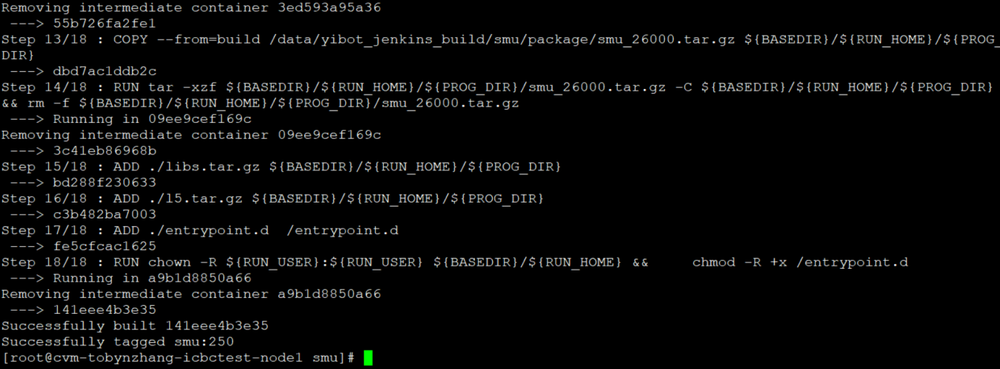 Removing intermediate container 3ed593a95a36
 ---> 55b726fa2fe1
Step 13/18 : COPY --from=build /data/yibot_jenkins_build/smu/package/smu_26000.tar.gz ${BASEDIR}/${RUN_HOME}/${PROG_
DIR}
 ---> dbd7ac1ddb2c
Step 14/18 : RUN tar -xzf ${BASEDIR}/${RUN_HOME}/${PROG_DIR}/smu_26000.tar.gz -C ${BASEDIR}/${RUN_HOME}/${PROG_DIR}
&& rm -f ${BASEDIR}/${RUN_HOME}/${PROG_DIR}/smu_26000.tar.gz
 ---> Running in 09ee9cef169c
Removing intermediate container 09ee9cef169c
 ---> 3c41eb86968b
Step 15/18 : ADD ./libs.tar.gz ${BASEDIR}/${RUN_HOME}/${PROG_DIR}
 ---> bd288f230633
Step 16/18 : ADD ./l5.tar.gz ${BASEDIR}/${RUN_HOME}/${PROG_DIR}
 ---> c3b482ba7003
Step 17/18 : ADD ./entrypoint.d  /entrypoint.d
 ---> fe5cfcac1625
Step 18/18 : RUN chown -R ${RUN_USER}:${RUN_USER} ${BASEDIR}/${RUN_HOME} &&     chmod -R +x /entrypoint.d
 ---> Running in a9b1d8850a66
Removing intermediate container a9b1d8850a66
 ---> 141eee4b3e35
Successfully built 141eee4b3e35
Successfully tagged smu:250
[root@cvm-tobynzhang-icbctest-node1 smu]#